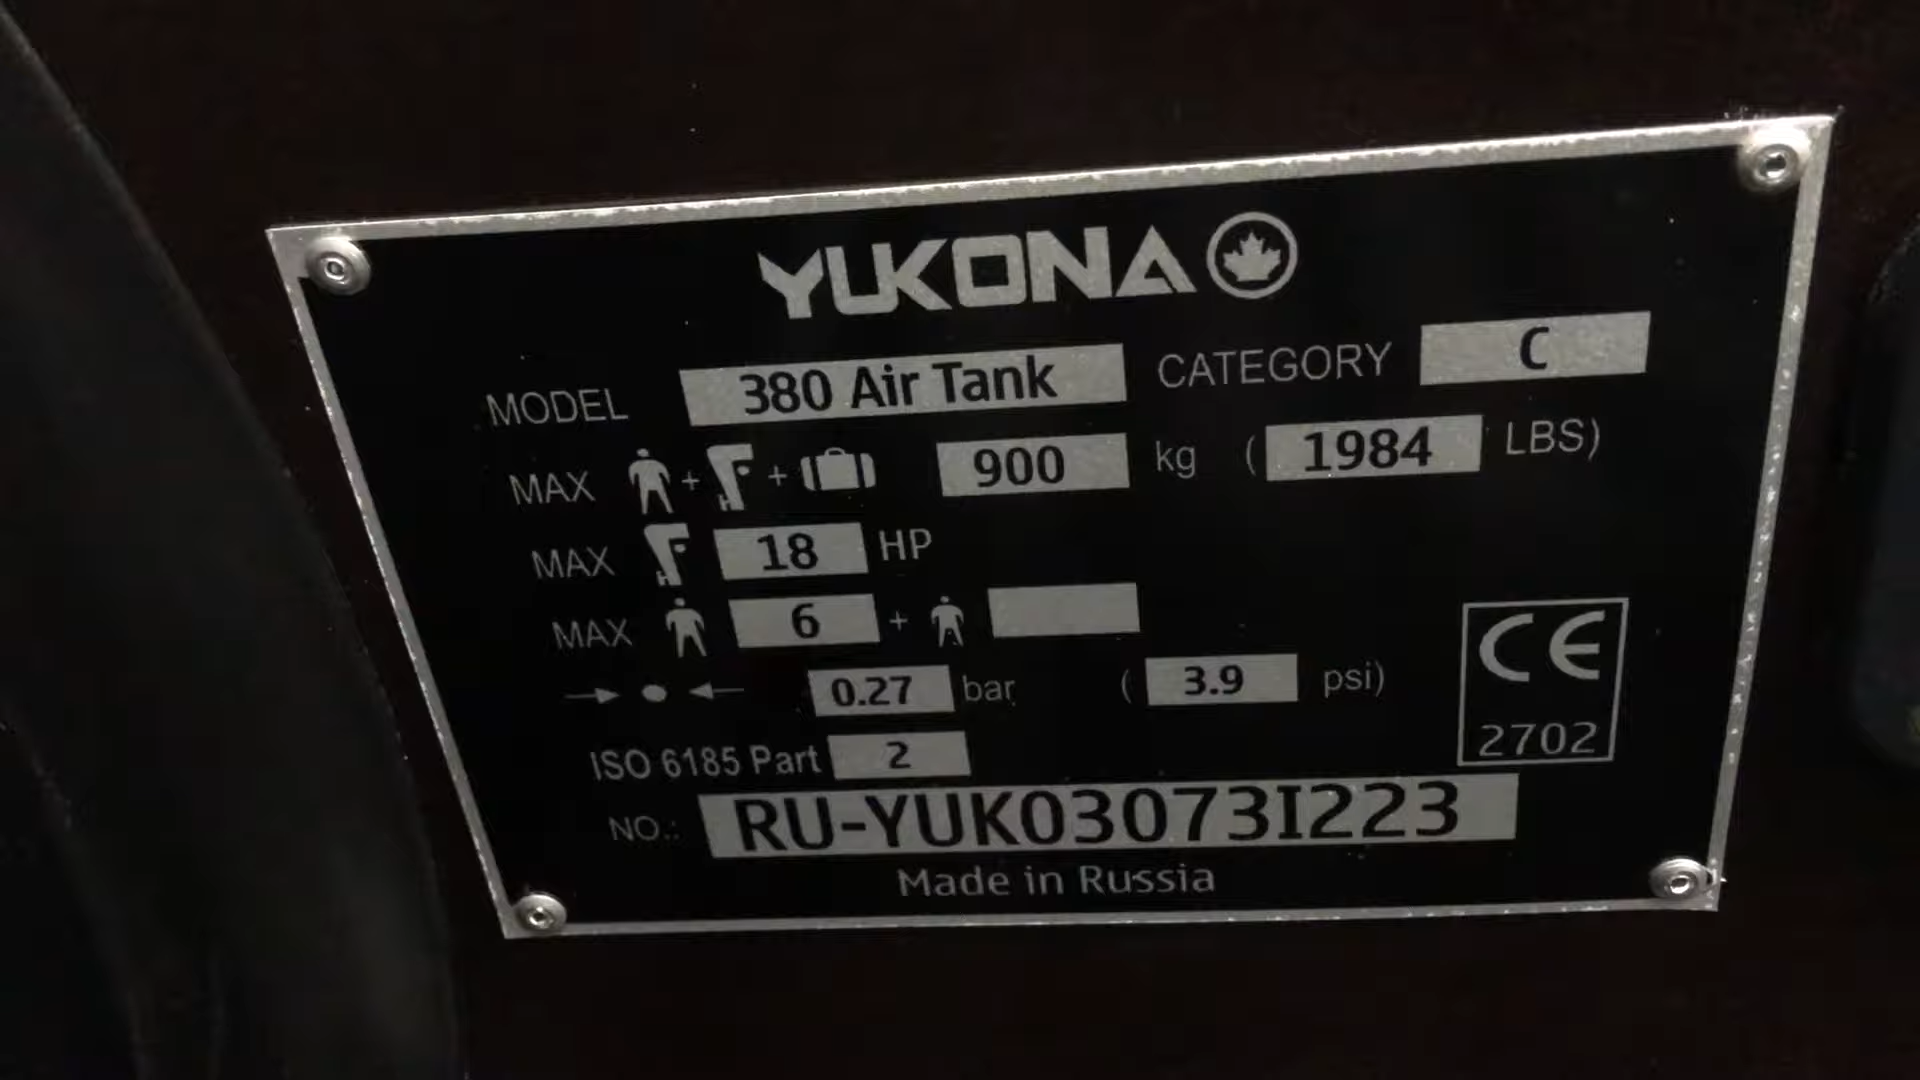 YUKONA
MODEL 380 Air Tank CATEGORY C
MAX + + 900 kg (1984 LBS)
MAX 18 HP
MAX 6 +
0.27 bar (3.9 psi)
ISO 6185 Part 2
CE 2702
NO.: RU-YUK03073I223
Made in Russia